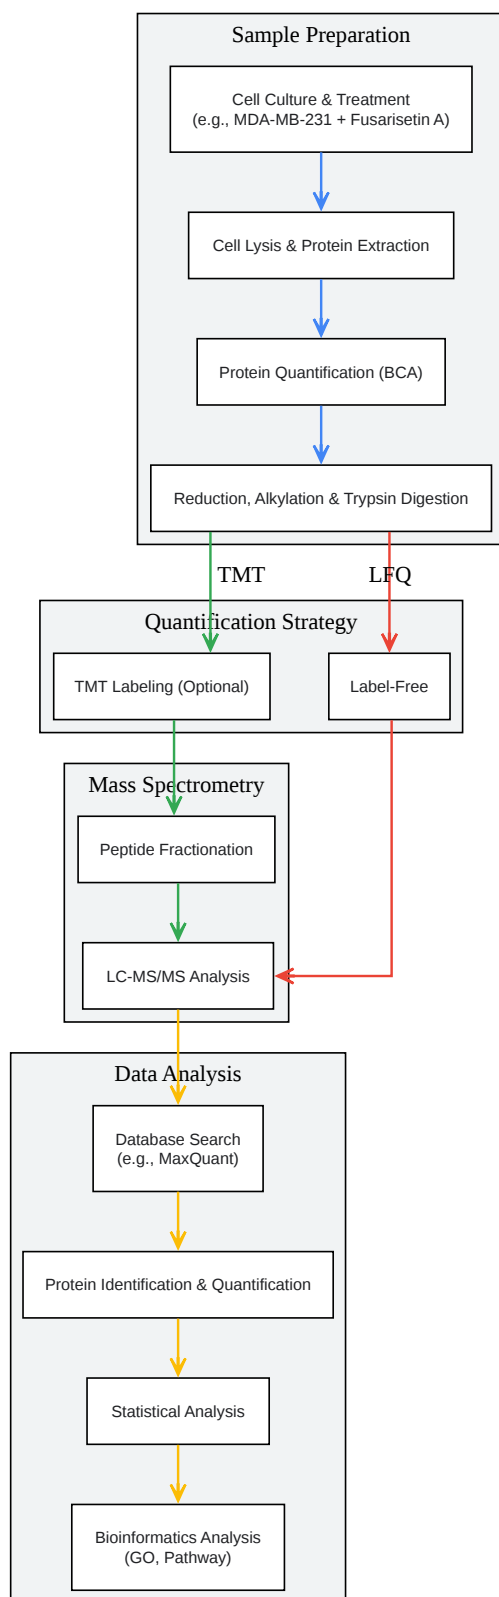 Sample Preparation
Cell Culture & Treatment
(e.g., MDA-MB-231 + Fusarisetin A)
Cell Lysis & Protein Extraction
Protein Quantification (BCA)
Reduction, Alkylation & Trypsin Digestion
TMT
LFQ
Quantification Strategy
TMT Labeling (Optional)
Label-Free
Mass Spectrometry
Peptide Fractionation
LC-MS/MS Analysis
Data Analysis
Database Search
(e.g., MaxQuant)
Protein Identification & Quantification
Statistical Analysis
Bioinformatics Analysis
(GO, Pathway)